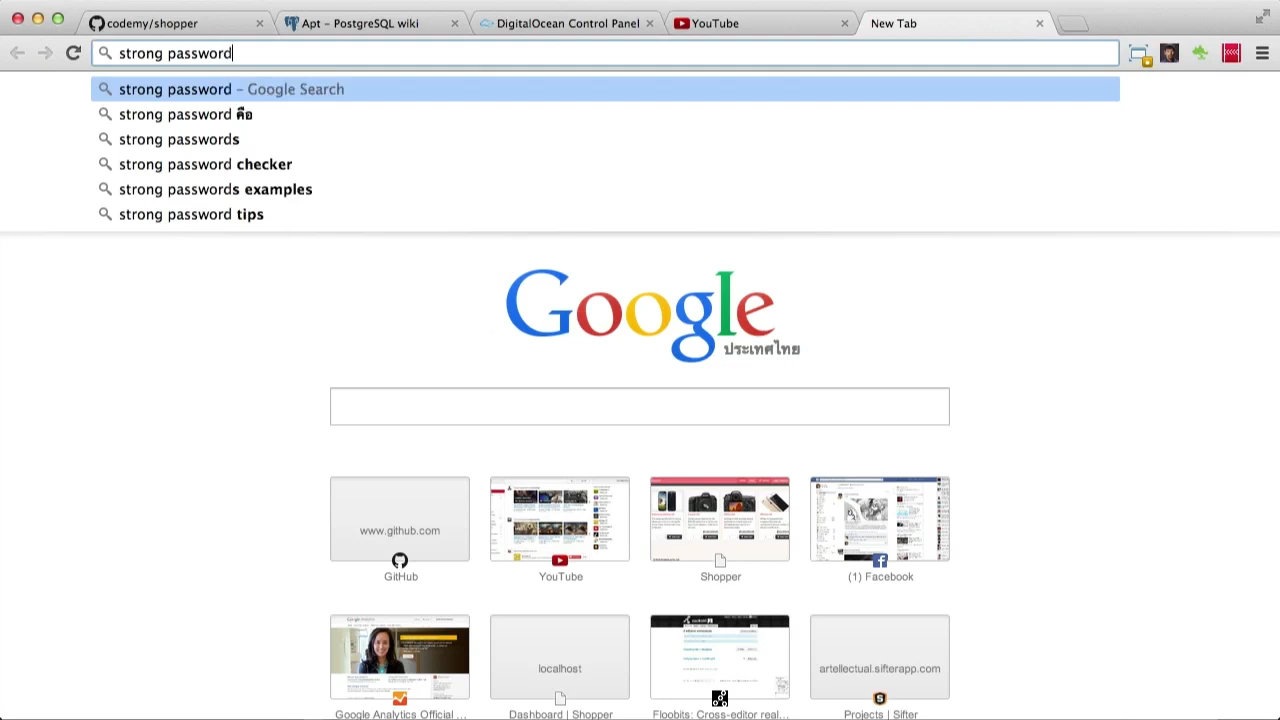 codemy/shopper
Apt - PostgreSQL wiki
DigitalOcean Control Panel
YouTube
New Tab
strong password
strong password – Google Search
strong password คือ
strong passwords
strong password checker
strong passwords examples
strong password tips
Google
ประเทศไทย
www.github.com
GitHub
YouTube
Shopper
(1) Facebook
localhost
artellectual.sifterapp.com
Google Analytics Official ...
Dashboard | Shopper
Floobits: Cross-editor real...
Projects | Sifter